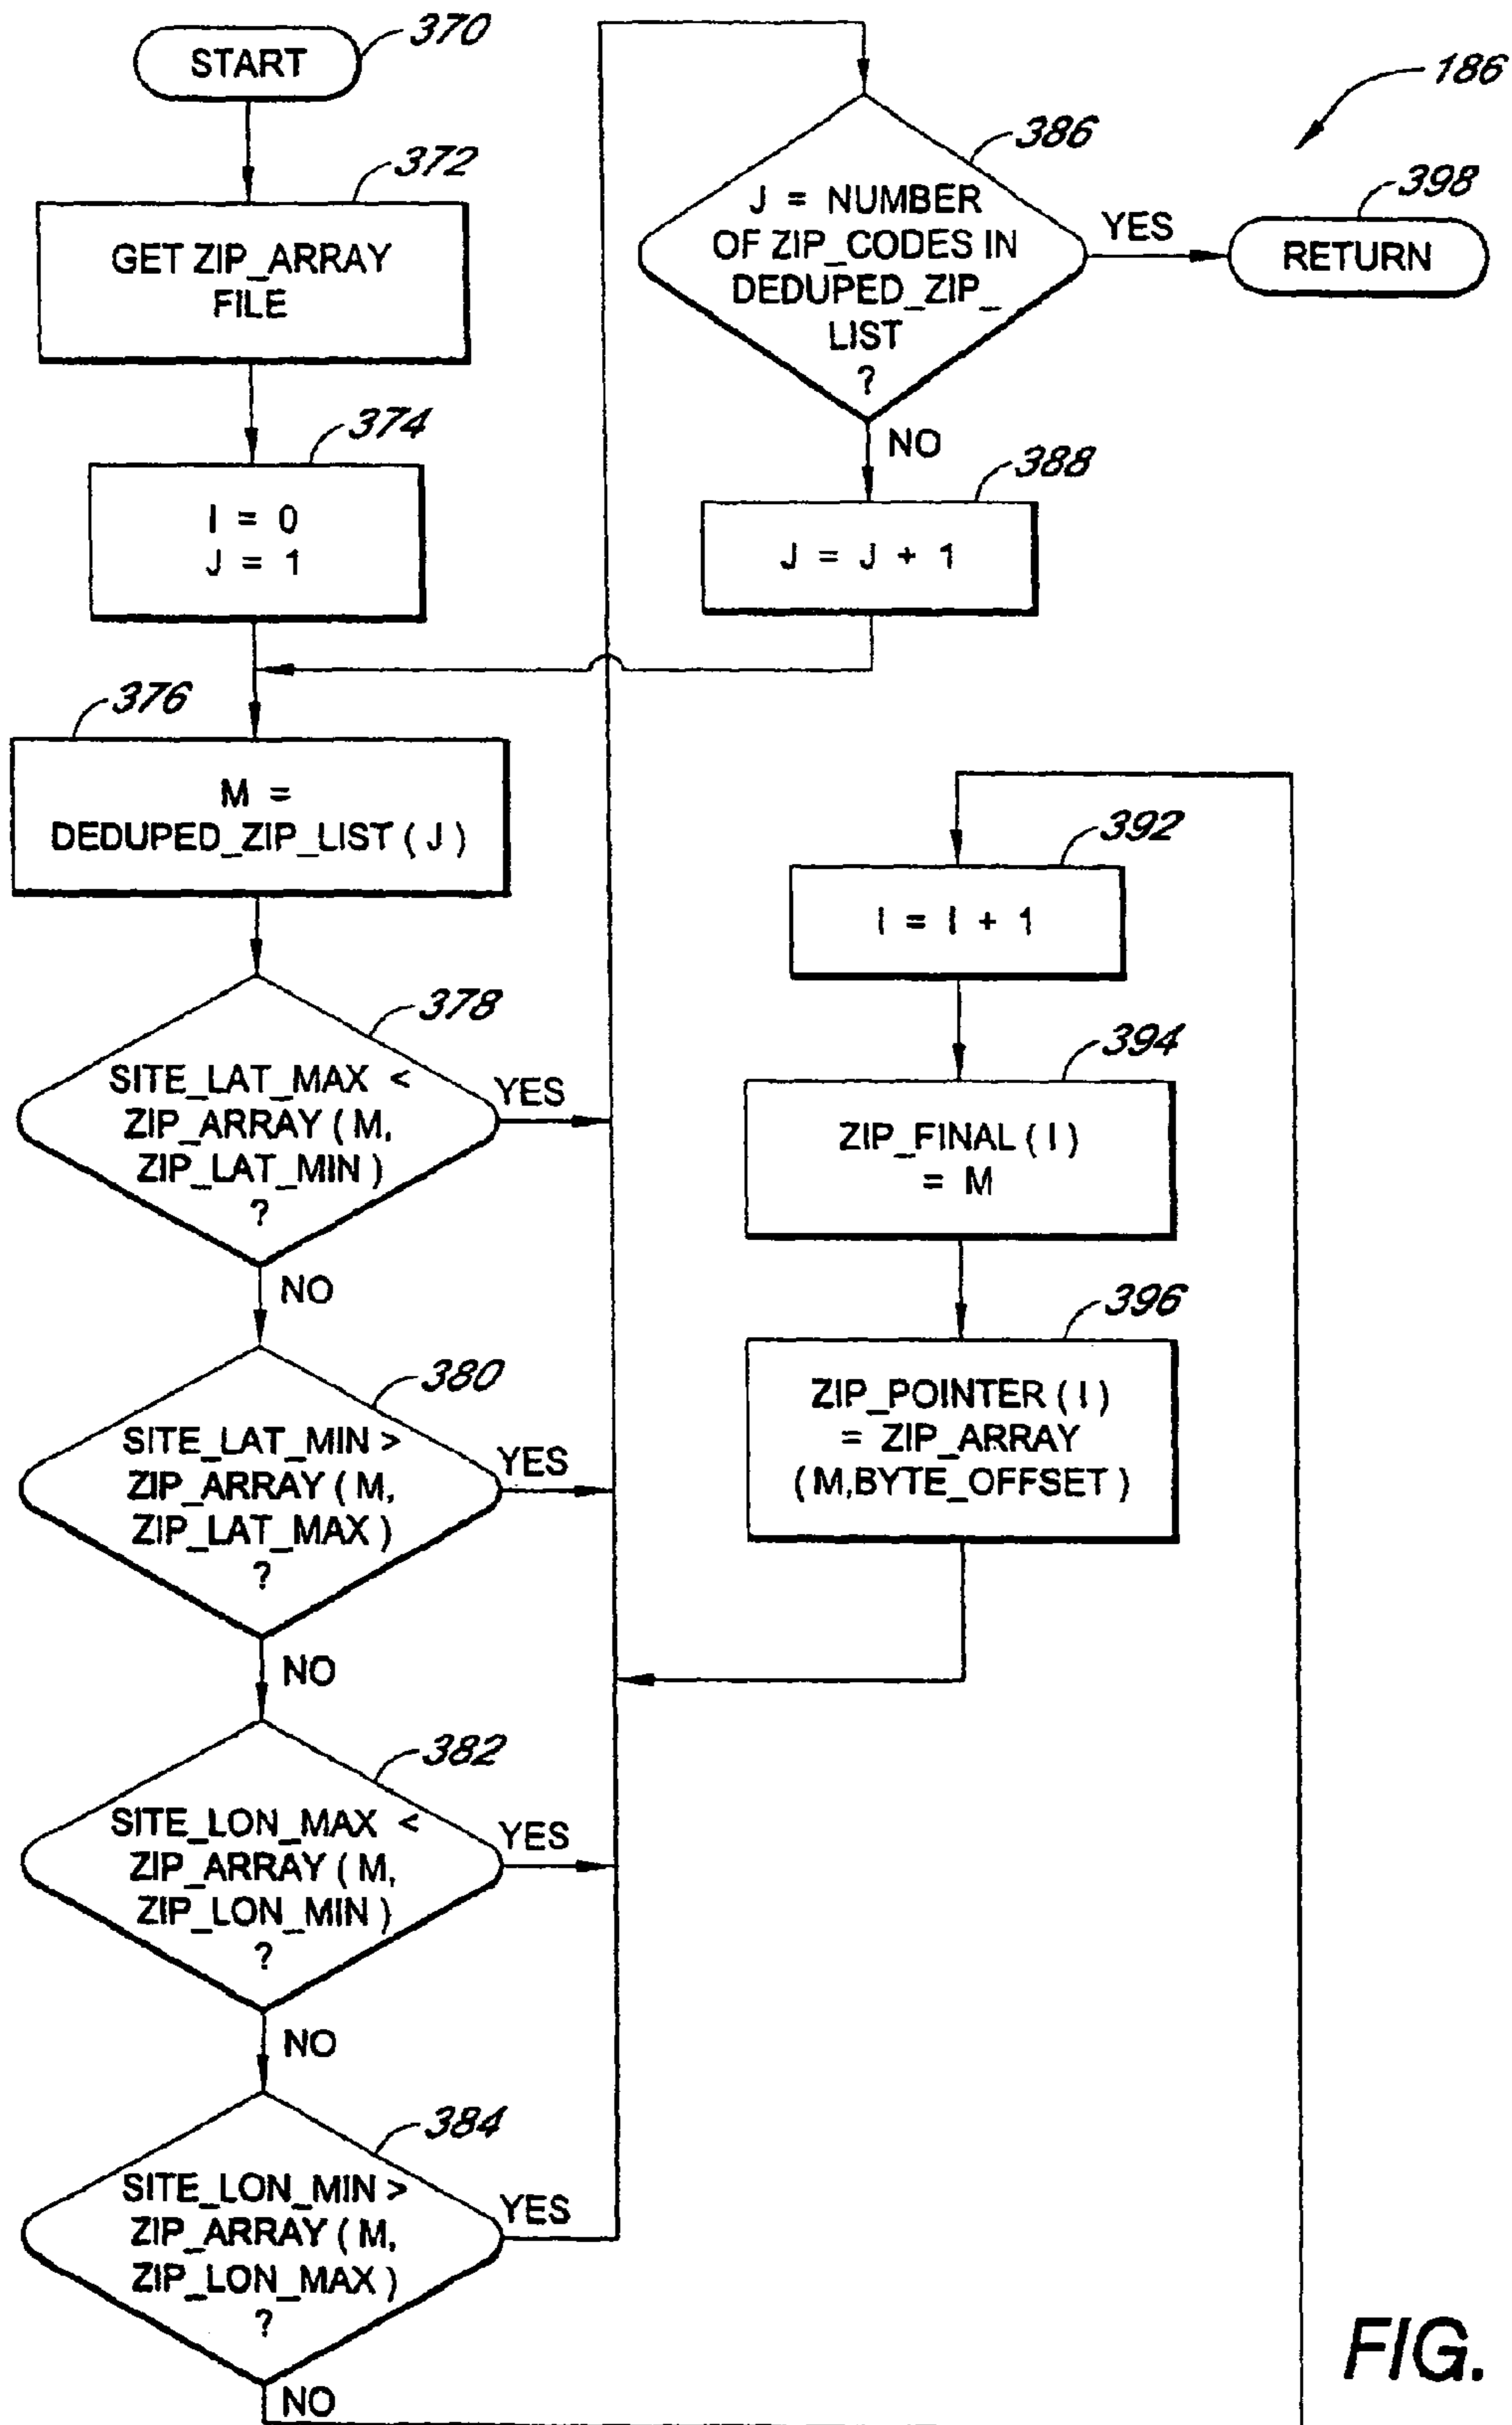 START
370
372
GET ZIP_ARRAY
FILE
374
I = 0
J = 1
376
M =
DEDUPED_ZIP_LIST ( J )
378
SITE_LAT_MAX <
ZIP_ARRAY ( M,
ZIP_LAT_MIN )
?
YES
NO
380
SITE_LAT_MIN >
ZIP_ARRAY ( M,
ZIP_LAT_MAX )
?
YES
NO
382
SITE_LON_MAX <
ZIP_ARRAY ( M,
ZIP_LON_MIN )
?
YES
NO
384
SITE_LON_MIN >
ZIP_ARRAY ( M,
ZIP_LON_MAX )
?
YES
NO
386
J = NUMBER
OF ZIP_CODES IN
DEDUPED_ZIP_
LIST
?
YES
NO
388
J = J + 1
392
I = I + 1
394
ZIP_FINAL ( I )
= M
396
ZIP_POINTER ( I )
= ZIP_ARRAY
( M,BYTE_OFFSET )
186
398
RETURN
FIG.